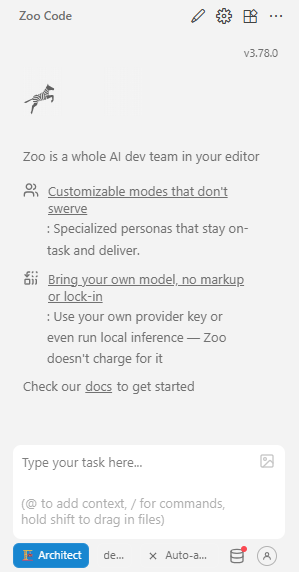 Zoo Code
v3.78.0
Zoo is a whole AI dev team in your editor
Customizable modes that don't
swerve
: Specialized personas that stay on-
task and deliver.
Bring your own model, no markup
or lock-in
: Use your own provider key or
even run local inference — Zoo
doesn't charge for it
Check our docs to get started
Type your task here...
(@ to add context, / for commands,
hold shift to drag in files)
Architect de... Auto-a...